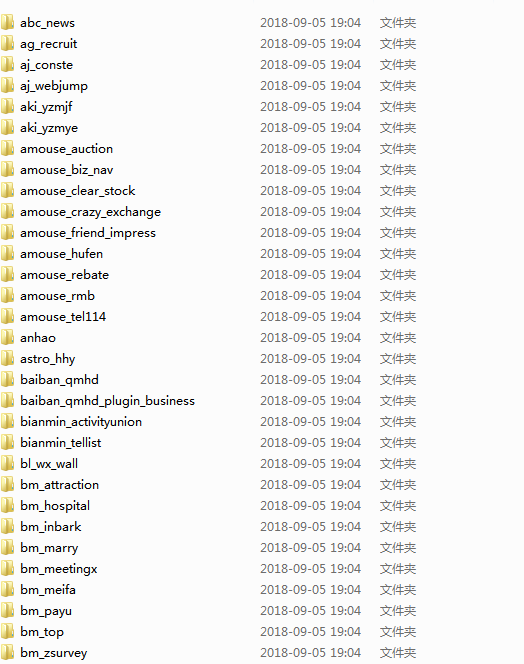 abc_news 2018-09-05 19:04 文件夹
ag_recruit 2018-09-05 19:04 文件夹
aj_conste 2018-09-05 19:04 文件夹
aj_webjump 2018-09-05 19:04 文件夹
aki_yzmjf 2018-09-05 19:04 文件夹
aki_yzmye 2018-09-05 19:04 文件夹
amouse_auction 2018-09-05 19:04 文件夹
amouse_biz_nav 2018-09-05 19:04 文件夹
amouse_clear_stock 2018-09-05 19:04 文件夹
amouse_crazy_exchange 2018-09-05 19:04 文件夹
amouse_friend_impress 2018-09-05 19:04 文件夹
amouse_hufen 2018-09-05 19:04 文件夹
amouse_rebate 2018-09-05 19:04 文件夹
amouse_rmb 2018-09-05 19:04 文件夹
amouse_tel114 2018-09-05 19:04 文件夹
anhao 2018-09-05 19:04 文件夹
astro_hhy 2018-09-05 19:04 文件夹
baiban_qmhd 2018-09-05 19:04 文件夹
baiban_qmhd_plugin_business 2018-09-05 19:04 文件夹
bianmin_activityunion 2018-09-05 19:04 文件夹
bianmin_tellist 2018-09-05 19:04 文件夹
bl_wx_wall 2018-09-05 19:04 文件夹
bm_attraction 2018-09-05 19:04 文件夹
bm_hospital 2018-09-05 19:04 文件夹
bm_inbark 2018-09-05 19:04 文件夹
bm_marry 2018-09-05 19:04 文件夹
bm_meetingx 2018-09-05 19:04 文件夹
bm_meifa 2018-09-05 19:04 文件夹
bm_payu 2018-09-05 19:04 文件夹
bm_top 2018-09-05 19:04 文件夹
bm_zsurvey 2018-09-05 19:04 文件夹